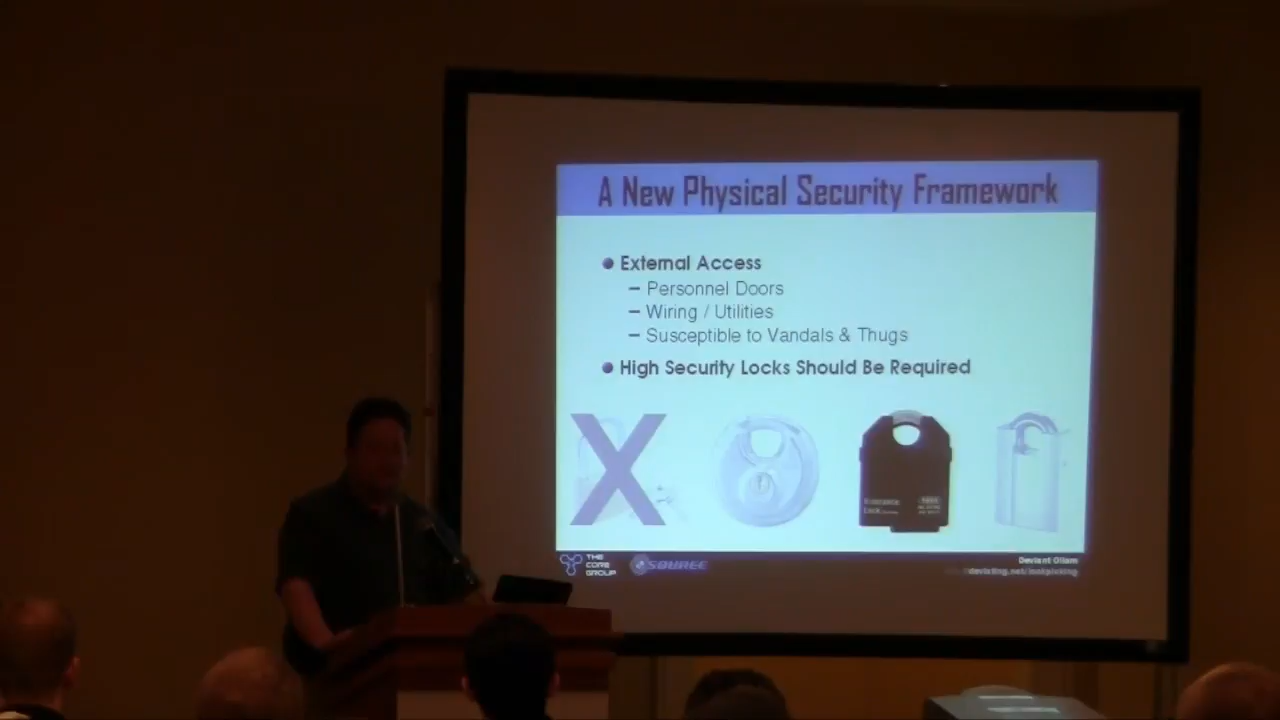 A New Physical Security Framework
External Access
– Personnel Doors
– Wiring / Utilities
– Susceptible to Vandals & Thugs
High Security Locks Should Be Required
X
THE
CORE
GROUP
SOURCE
Deviant Ollam